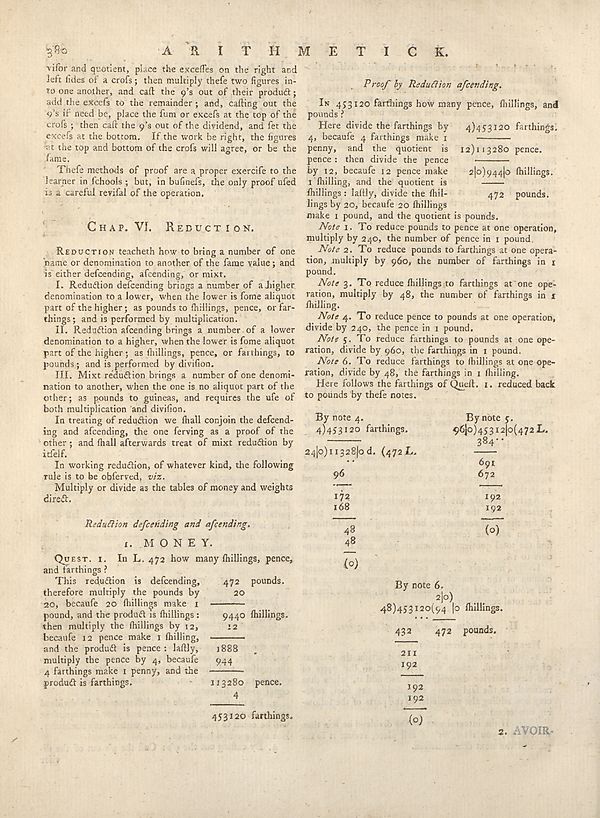 380 A R I T H M E T I C K.
visor and quotient, place the excesses on the right and
left sides of a cross; then multiply these two figures in-
to one another, and cast the 9's out of their product;
add the excess to the remainder; and, casting out the
9's if need be, place the sum or excess at the top of the
cross; then cast the 9's out of the dividend, and set the
excess at the bottom. If the work be right, the figures
at the top and bottom of the cross will agree, or be the
same.
These methods of proof are a proper exercise to the
learner in schools; but, in business, the only proof used
is a careful revisal of the operation.
CHAP. VI. REDUCTION.
REDUCTION teacheth how to bring a number of one
name or denomination to another of the same value; and
is either descending, ascending, or mixt.
I. Reduction descending brings a number of a higher
denomination to a lower, when the lower is some aliquot
part of the higher; as pounds to shillings, pence, or far-
things; and is performed by multiplication.
II. Reduction ascending brings a number of a lower
denomination to a higher, when the lower is some aliquot
part of the higher; as shillings, pence, or farthings, to
pounds; and is performed by division.
III. Mixt reduction brings a number of one denomi-
nation to another, when the one is no aliquot part of the
other; as pounds to guineas, and requires the use of
both multiplication and division.
In treating of reduction we shall conjoin the descend-
ing and ascending, the one serving as a proof of the
other; and shall afterwards treat of mixt reduction by
itself.
In working reduction, of whatever kind, the following
rule is to be observed, viz.
Multiply or divide as the tables of money and weights
direct.
Reduction descending and ascending.
1. MONEY.
QUEST. 1. In L. 472 how many shillings, pence,
and farthings?
This reduction is descending, 472 pounds.
therefore multiply the pounds by 20
20, because 20 shillings make 1
pound, and the product is shillings: 9440 shillings.
then multiply the shillings by 12, 12
because 12 pence make 1 shilling,
and the product is pence: lastly, 1888
multiply the pence by 4, because 944
4 farthings make 1 penny, and the
product is farthings. 113280 pence.
4
453120 farthings.
Proof by Reduction ascending.
IN 453120 farthings how many pence, shillings, and
pounds?
Here divide the farthings by 4)453120 farthings.
4, because 4 farthings make 1
penny, and the quotient is 12)113280 pence.
pence: then divide the pence
by 12, because 12 pence make 2|0)944|0 shillings.
1 shilling, and the quotient is
shillings: lastly, divide the shil- 472 pounds.
lings by 20, because 20 shillings
make 1 pound, and the quotient is pounds.
Note 1. To reduce pounds to pence at one operation,
multiply by 240, the number of pence in 1 pound
Note 2. To reduce pounds to farthings at one opera-
tion, multiply by 960, the number of farthings in 1
pound.
Note 3. To reduce shillings to farthings at one ope-
ration, multiply by 48, the number of farthings in 1
shilling.
Note 4. To reduce pence to pounds at one operation,
divide by 240, the pence in 1 pound.
Note 5. To reduce farthings to pounds at one ope-
ration, divide by 960, the farthings in 1 pound.
Note 6. To reduce farthings to shillings at one ope-
ration, divide by 48, the farthings in 1 shilling.
Here follows the farthings of Quest. 1. reduced back
to pounds by these notes.
By note 4. By note 5.
4)453120 farthings. 96|0)45312|0(472 L.
384··
24|0)11328|0 d. (472 L.
691
96 672
172 192
168 192
48 (0)
48
(0)
By note 6.
2|0)
48)453120(94 |0 shillings.
432 472 pounds.
211
192
192
192
(0)
2. AVOIR-